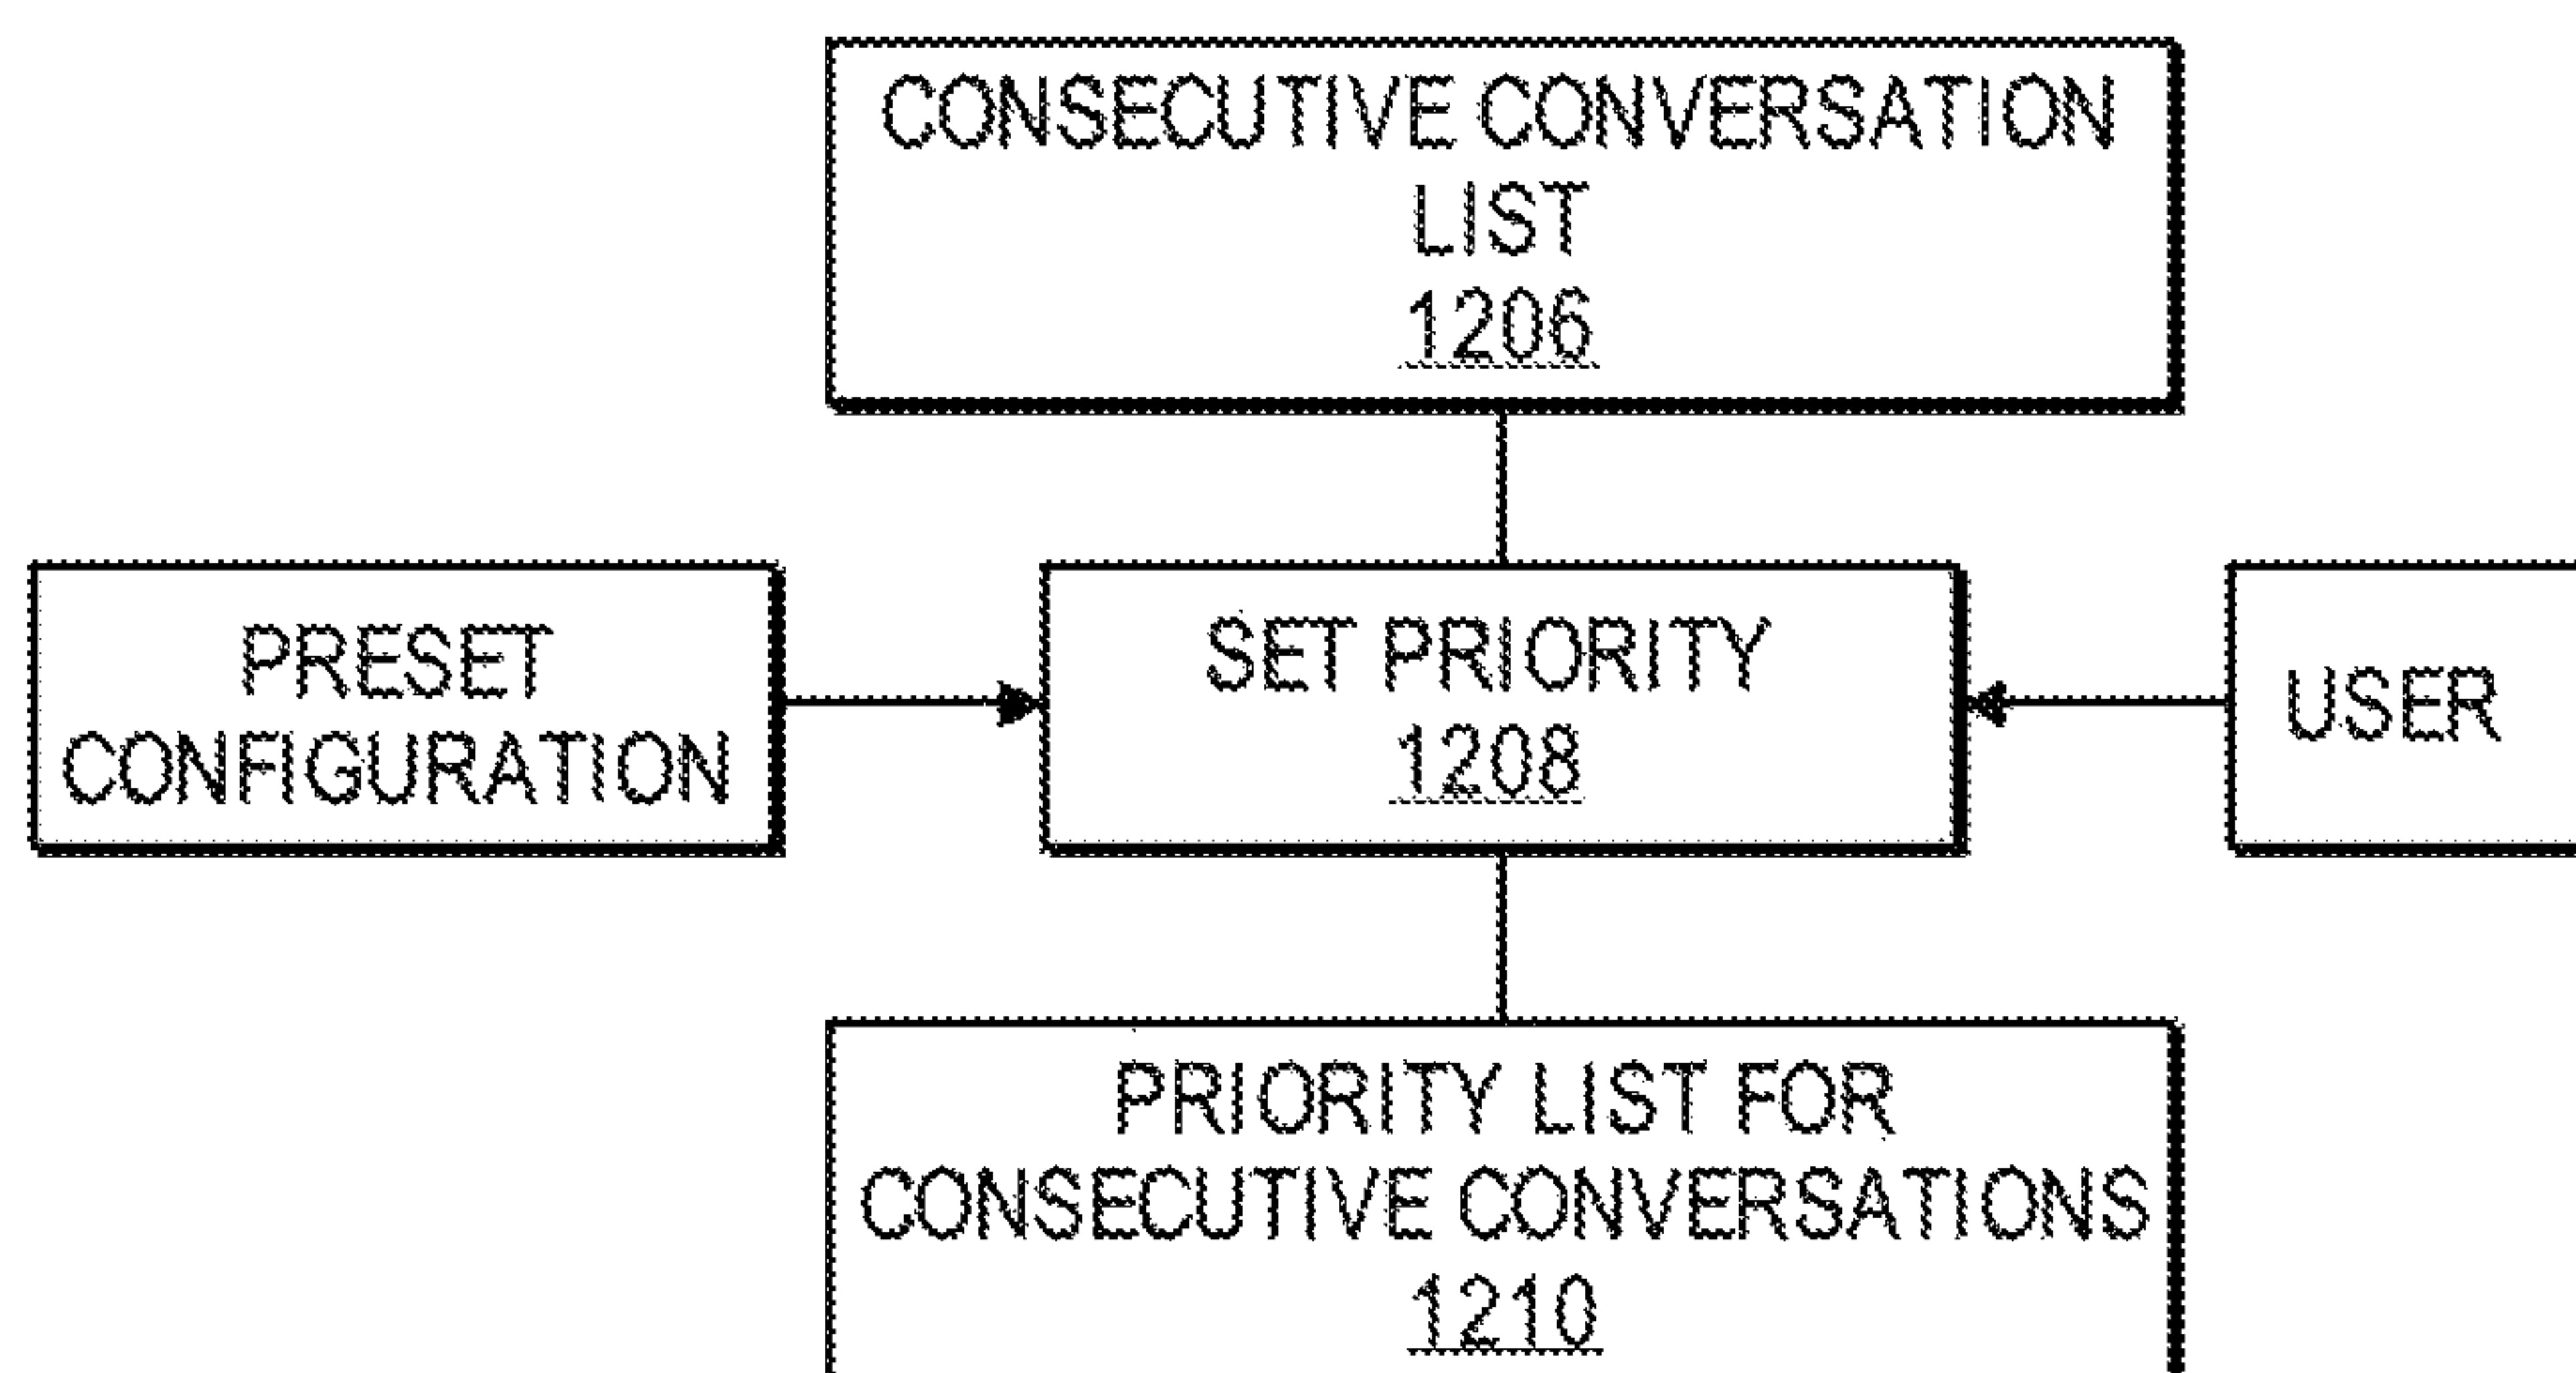 CONSECUTIVE CONVERSATION
LIST
1206
PRESET
CONFIGURATION
SET PRIORITY
1208
USER
PRIORITY LIST FOR
CONSECUTIVE CONVERSATIONS
1210